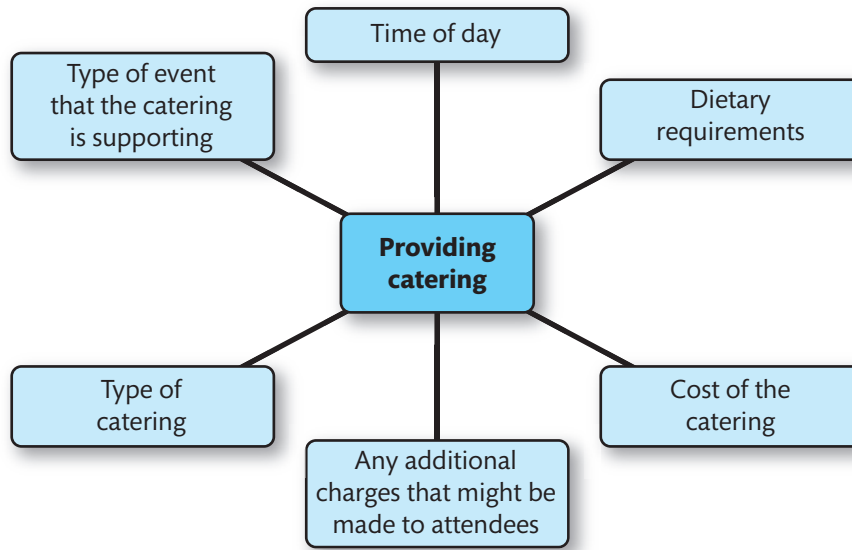 Time of day
Type of event
that the catering
is supporting
Dietary
requirements
Providing
catering
Type of
catering
Cost of the
catering
Any additional
charges that might be
made to attendees